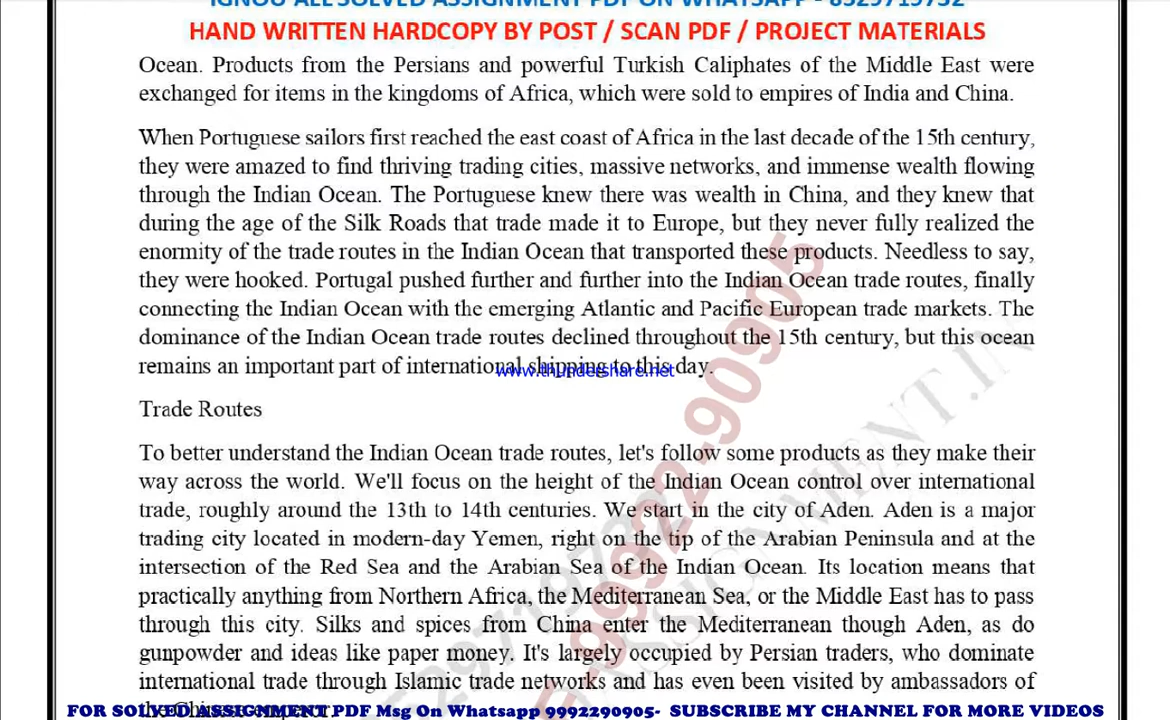 IGNOU ALL SOLVED ASSIGNMENT PDF ON WHATSAPP - 8529719732
HAND WRITTEN HARDCOPY BY POST / SCAN PDF / PROJECT MATERIALS
Ocean. Products from the Persians and powerful Turkish Caliphates of the Middle East were
exchanged for items in the kingdoms of Africa, which were sold to empires of India and China.
When Portuguese sailors first reached the east coast of Africa in the last decade of the 15th century,
they were amazed to find thriving trading cities, massive networks, and immense wealth flowing
through the Indian Ocean. The Portuguese knew there was wealth in China, and they knew that
during the age of the Silk Roads that trade made it to Europe, but they never fully realized the
enormity of the trade routes in the Indian Ocean that transported these products. Needless to say,
they were hooked. Portugal pushed further and further into the Indian Ocean trade routes, finally
connecting the Indian Ocean with the emerging Atlantic and Pacific European trade markets. The
dominance of the Indian Ocean trade routes declined throughout the 15th century, but this ocean
remains an important part of international shipping to this day.
www.thundershare.net
Trade Routes
To better understand the Indian Ocean trade routes, let's follow some products as they make their
way across the world. We'll focus on the height of the Indian Ocean control over international
trade, roughly around the 13th to 14th centuries. We start in the city of Aden. Aden is a major
trading city located in modern-day Yemen, right on the tip of the Arabian Peninsula and at the
intersection of the Red Sea and the Arabian Sea of the Indian Ocean. Its location means that
practically anything from Northern Africa, the Mediterranean Sea, or the Middle East has to pass
through this city. Silks and spices from China enter the Mediterranean though Aden, as do
gunpowder and ideas like paper money. It's largely occupied by Persian traders, who dominate
international trade through Islamic trade networks and has even been visited by ambassadors of
FOR SOLVED ASSIGNMENT PDF Msg On Whatsapp 9992290905- SUBSCRIBE MY CHANNEL FOR MORE VIDEOS
99922-90905
8529719732
ASSIGNMENT.IN